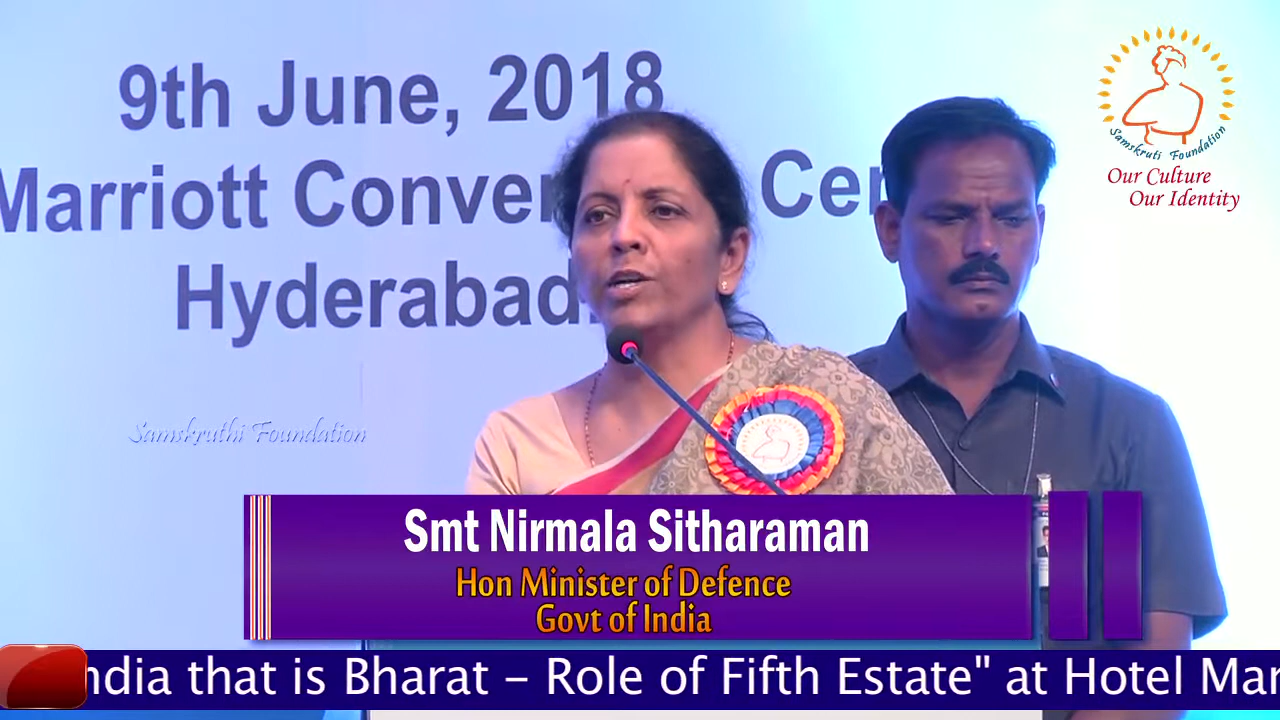 9th June, 2018
Marriott Conven Cen
Hyderabad.
Samskruti Foundation
Our Culture
Our Identity
Samskruthi Foundation
Smt Nirmala Sitharaman
Hon Minister of Defence
Govt of India
ndia that is Bharat – Role of Fifth Estate" at Hotel Mar